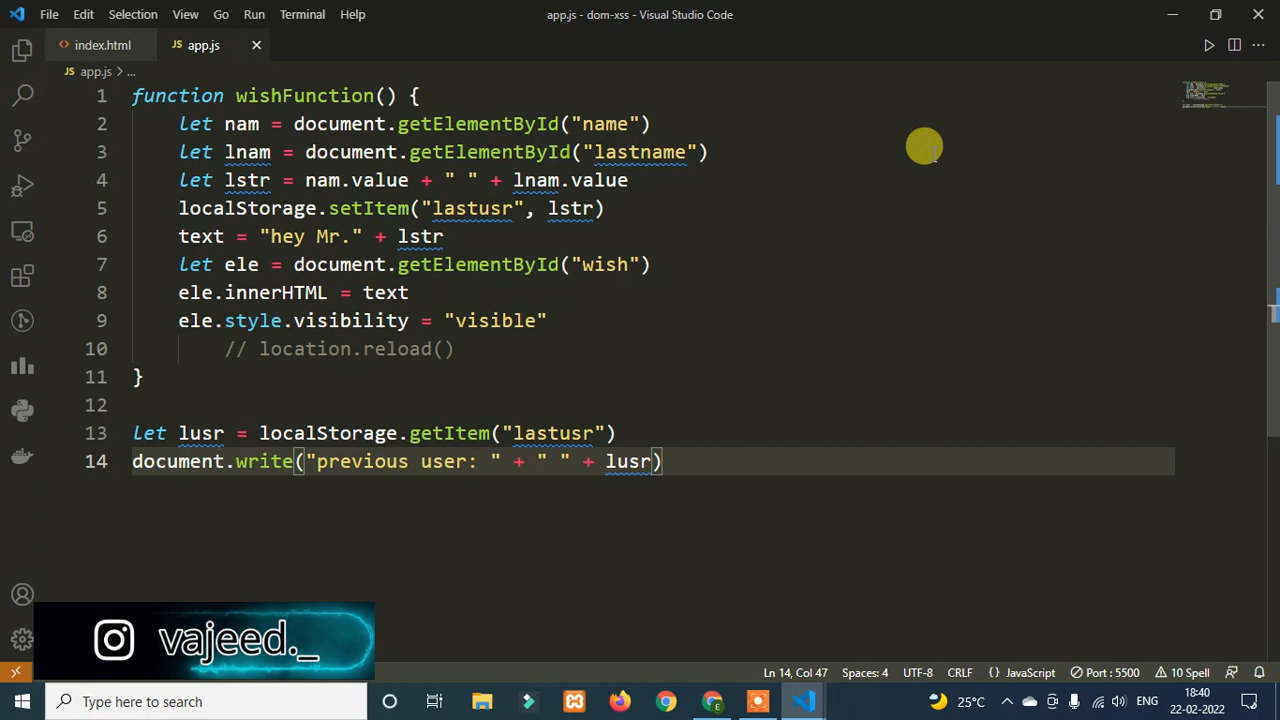 File Edit Selection View Go Run Terminal Help app.js - dom-xss - Visual Studio Code
index.html JS app.js
JS app.js > ...
1 function wishFunction() {
2 let nam = document.getElementById("name")
3 let lnam = document.getElementById("lastname")
4 let lstr = nam.value + " " + lnam.value
5 localStorage.setItem("lastusr", lstr)
6 text = "hey Mr." + lstr
7 let ele = document.getElementById("wish")
8 ele.innerHTML = text
9 ele.style.visibility = "visible"
10 // location.reload()
11 }
12
13 let lusr = localStorage.getItem("lastusr")
14 document.write("previous user: " + " " + lusr)
vajeed._
Ln 14, Col 47 Spaces: 4 UTF-8 CRLF {} JavaScript Port : 5500 10 Spell
Type here to search
25°C ENG 18:40
22-02-2022